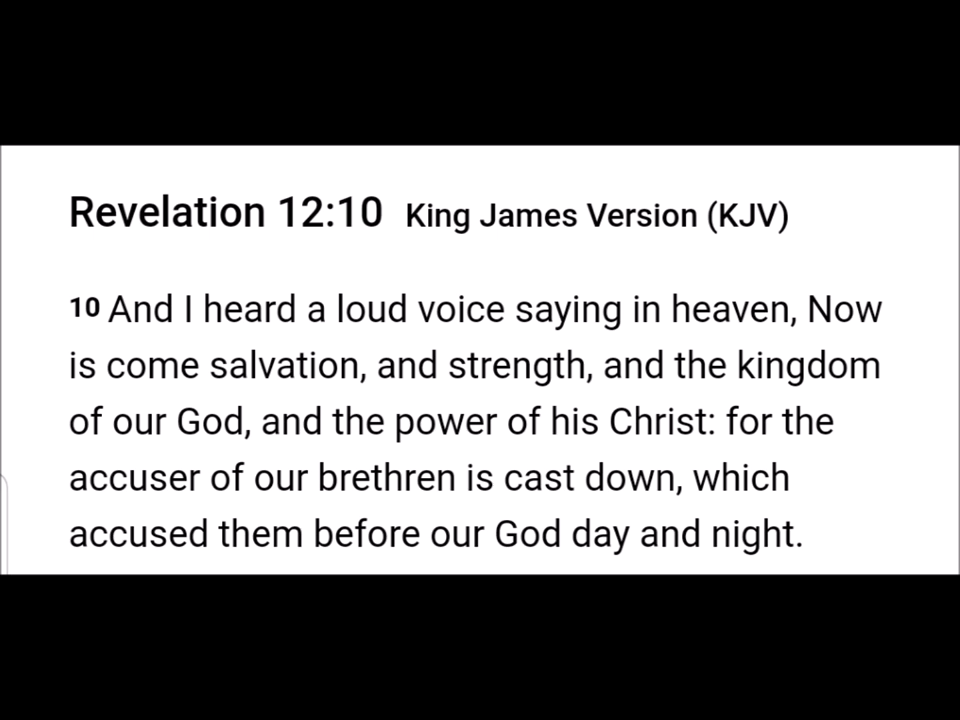 Revelation 12:10 King James Version (KJV)
10 And I heard a loud voice saying in heaven, Now
is come salvation, and strength, and the kingdom
of our God, and the power of his Christ: for the
accuser of our brethren is cast down, which
accused them before our God day and night.